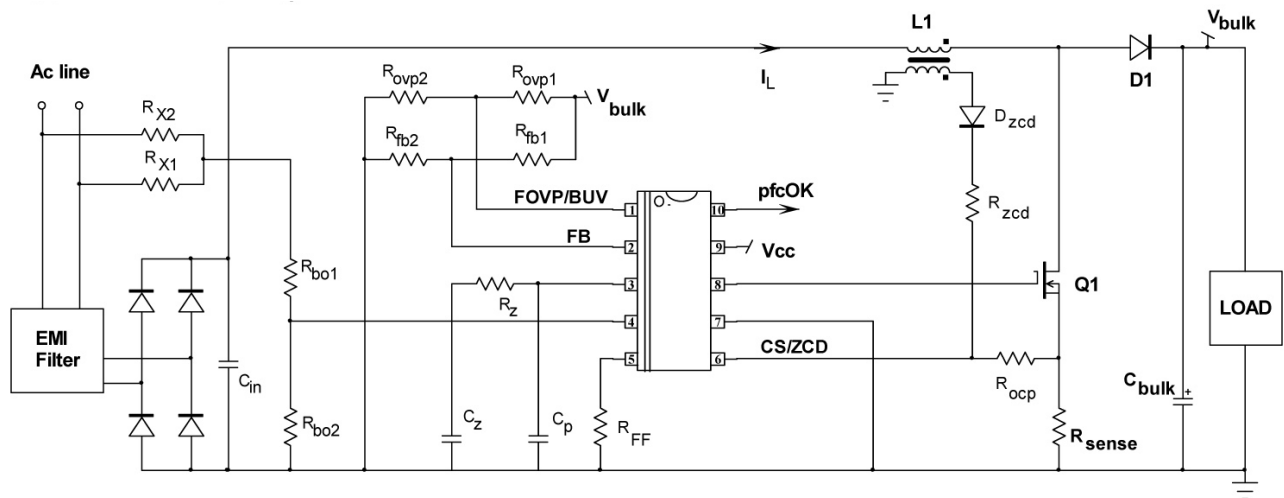 L1
V bulk
Ac line
R ovp2
R ovp1
V bulk
I L
D1
R X2
R fb2
R fb1
D zcd
R X1
FOVP/BUV
1
10
pfcOK
R zcd
FB
2
9
Vcc
R bo1
R z
3
8
Q1
EMI
Filter
4
7
LOAD
CS/ZCD
5
6
C in
R ocp
C bulk
+
R bo2
C z
C p
R FF
R sense